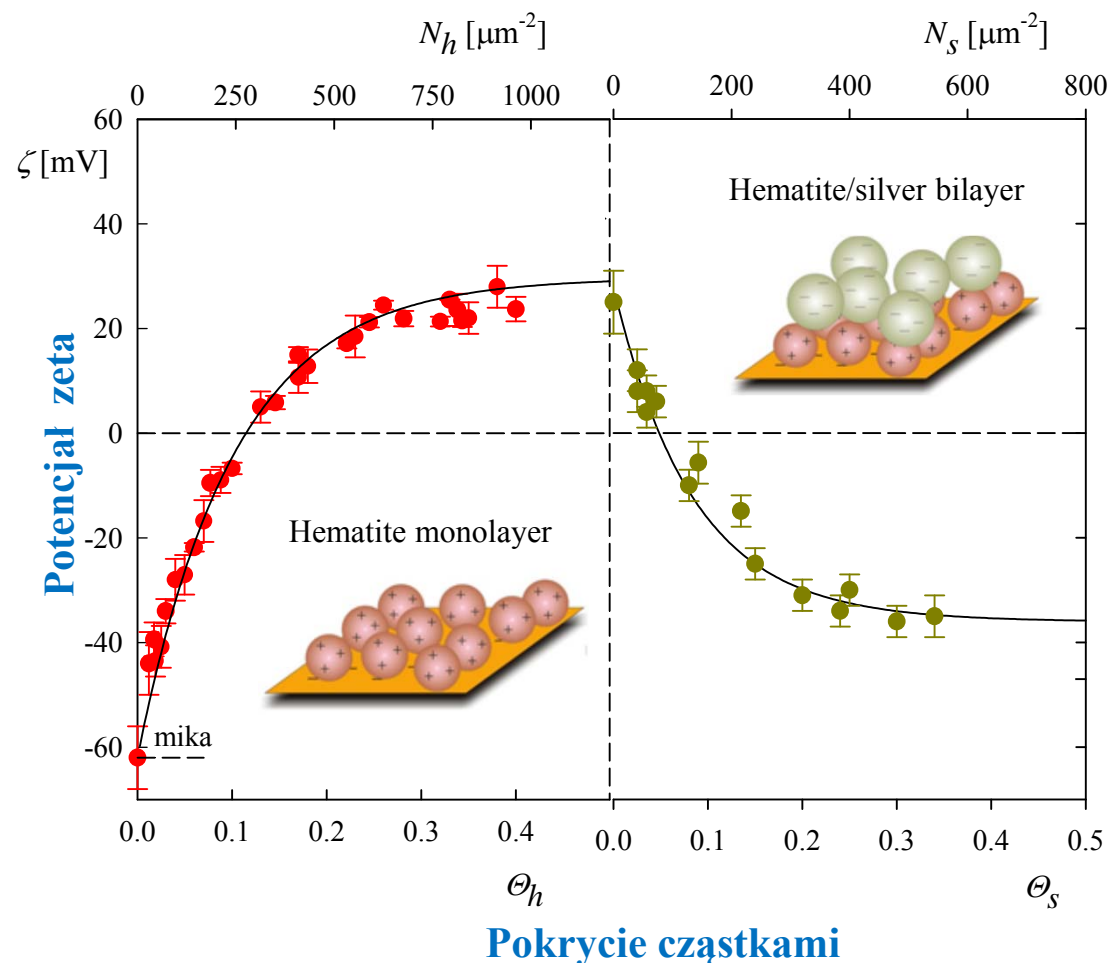 N_h [μm⁻²]
N_s [μm⁻²]
0 250 500 750 1000
0 200 400 600 800
60
ζ [mV]
40
20
0
-20
-40
-60
Potencjał zeta
Hematite/silver bilayer
Hematite monolayer
mika
0.0 0.1 0.2 0.3 0.4
0.0 0.1 0.2 0.3 0.4 0.5
Θ_h
Θ_s
Pokrycie cząstkami